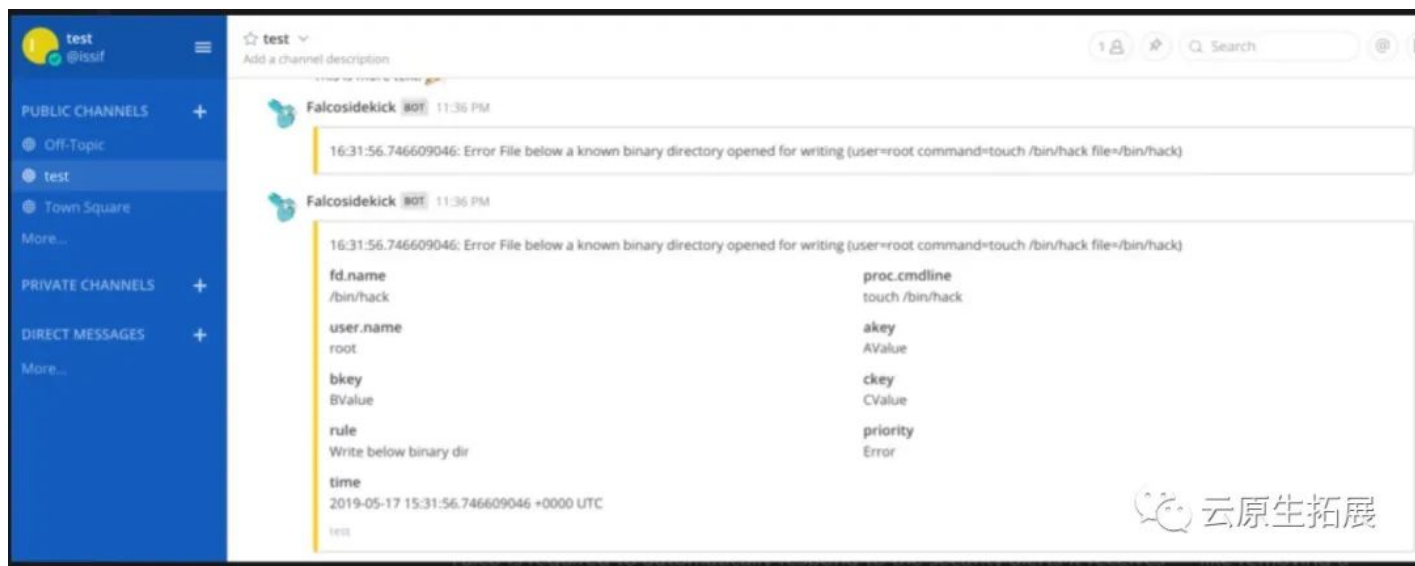 test
@issif
PUBLIC CHANNELS +
Off-Topic
test
Town Square
More...
PRIVATE CHANNELS +
DIRECT MESSAGES +
More...
test
Add a channel description
1
Search
@
This is more text.
Falcosidekick BOT 11:36 PM
16:31:56.746609046: Error File below a known binary directory opened for writing (user=root command=touch /bin/hack file=/bin/hack)
Falcosidekick BOT 11:36 PM
16:31:56.746609046: Error File below a known binary directory opened for writing (user=root command=touch /bin/hack file=/bin/hack)
fd.name
/bin/hack
proc.cmdline
touch /bin/hack
user.name
root
akey
AValue
bkey
BValue
ckey
CValue
rule
Write below binary dir
priority
Error
time
2019-05-17 15:31:56.746609046 +0000 UTC
test
云原生拓展